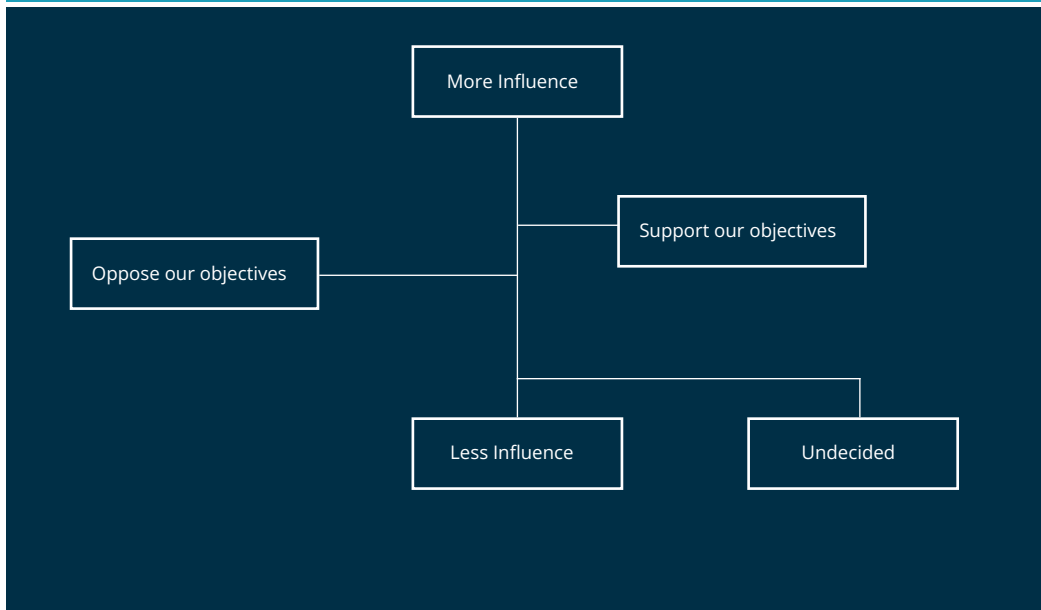 More Influence
Support our objectives
Oppose our objectives
Less Influence
Undecided